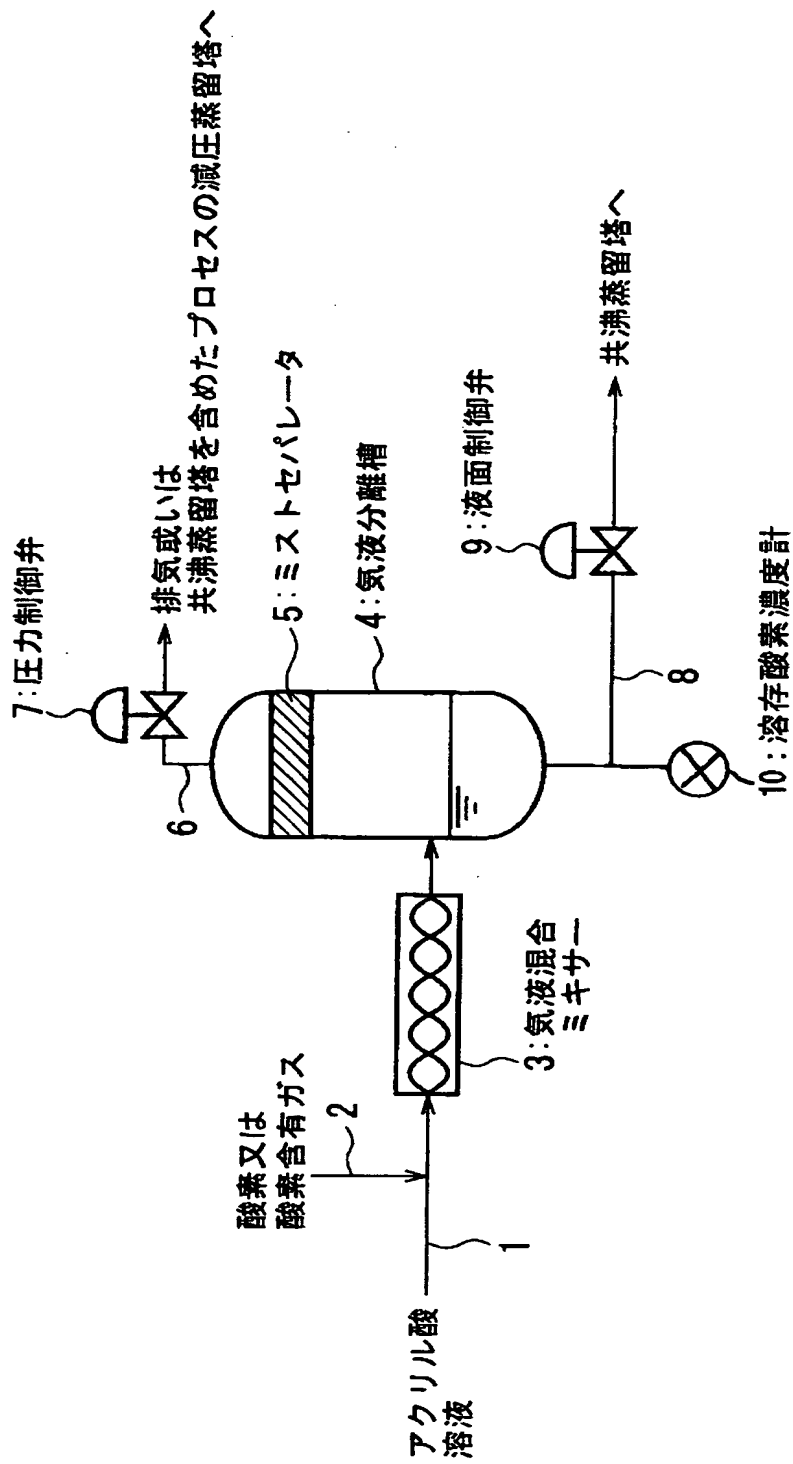 7:圧力制御弁
排気或いは
共沸蒸留塔を含めたプロセスの減圧蒸留塔へ
6
5:ミストセパレータ
4:気液分離槽
9:液面制御弁
共沸蒸留塔へ
8
10:溶存酸素濃度計
酸素又は
酸素含有ガス
2
3:気液混合
ミキサー
1
アクリル酸
溶液